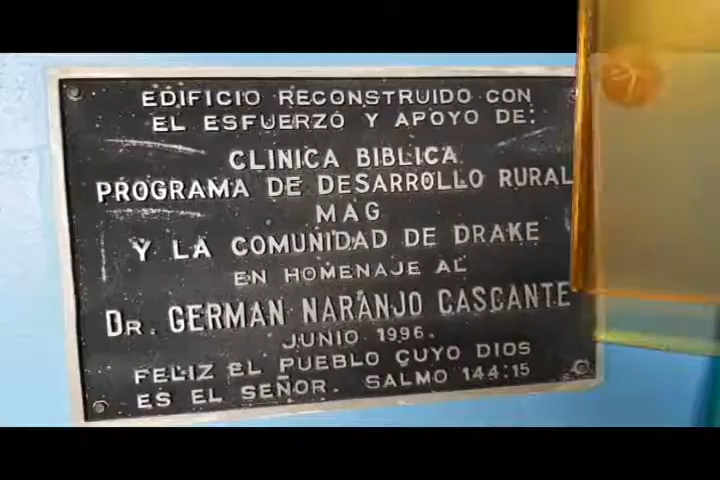 EDIFICIO RECONSTRUIDO CON
EL ESFUERZO Y APOYO DE:
CLINICA BIBLICA
PROGRAMA DE DESARROLLO RURAL
MAG
Y LA COMUNIDAD DE DRAKE
EN HOMENAJE AL
DR. GERMAN NARANJO CASCANTE
JUNIO 1996.
FELIZ EL PUEBLO CUYO DIOS
ES EL SEÑOR. SALMO 144:15